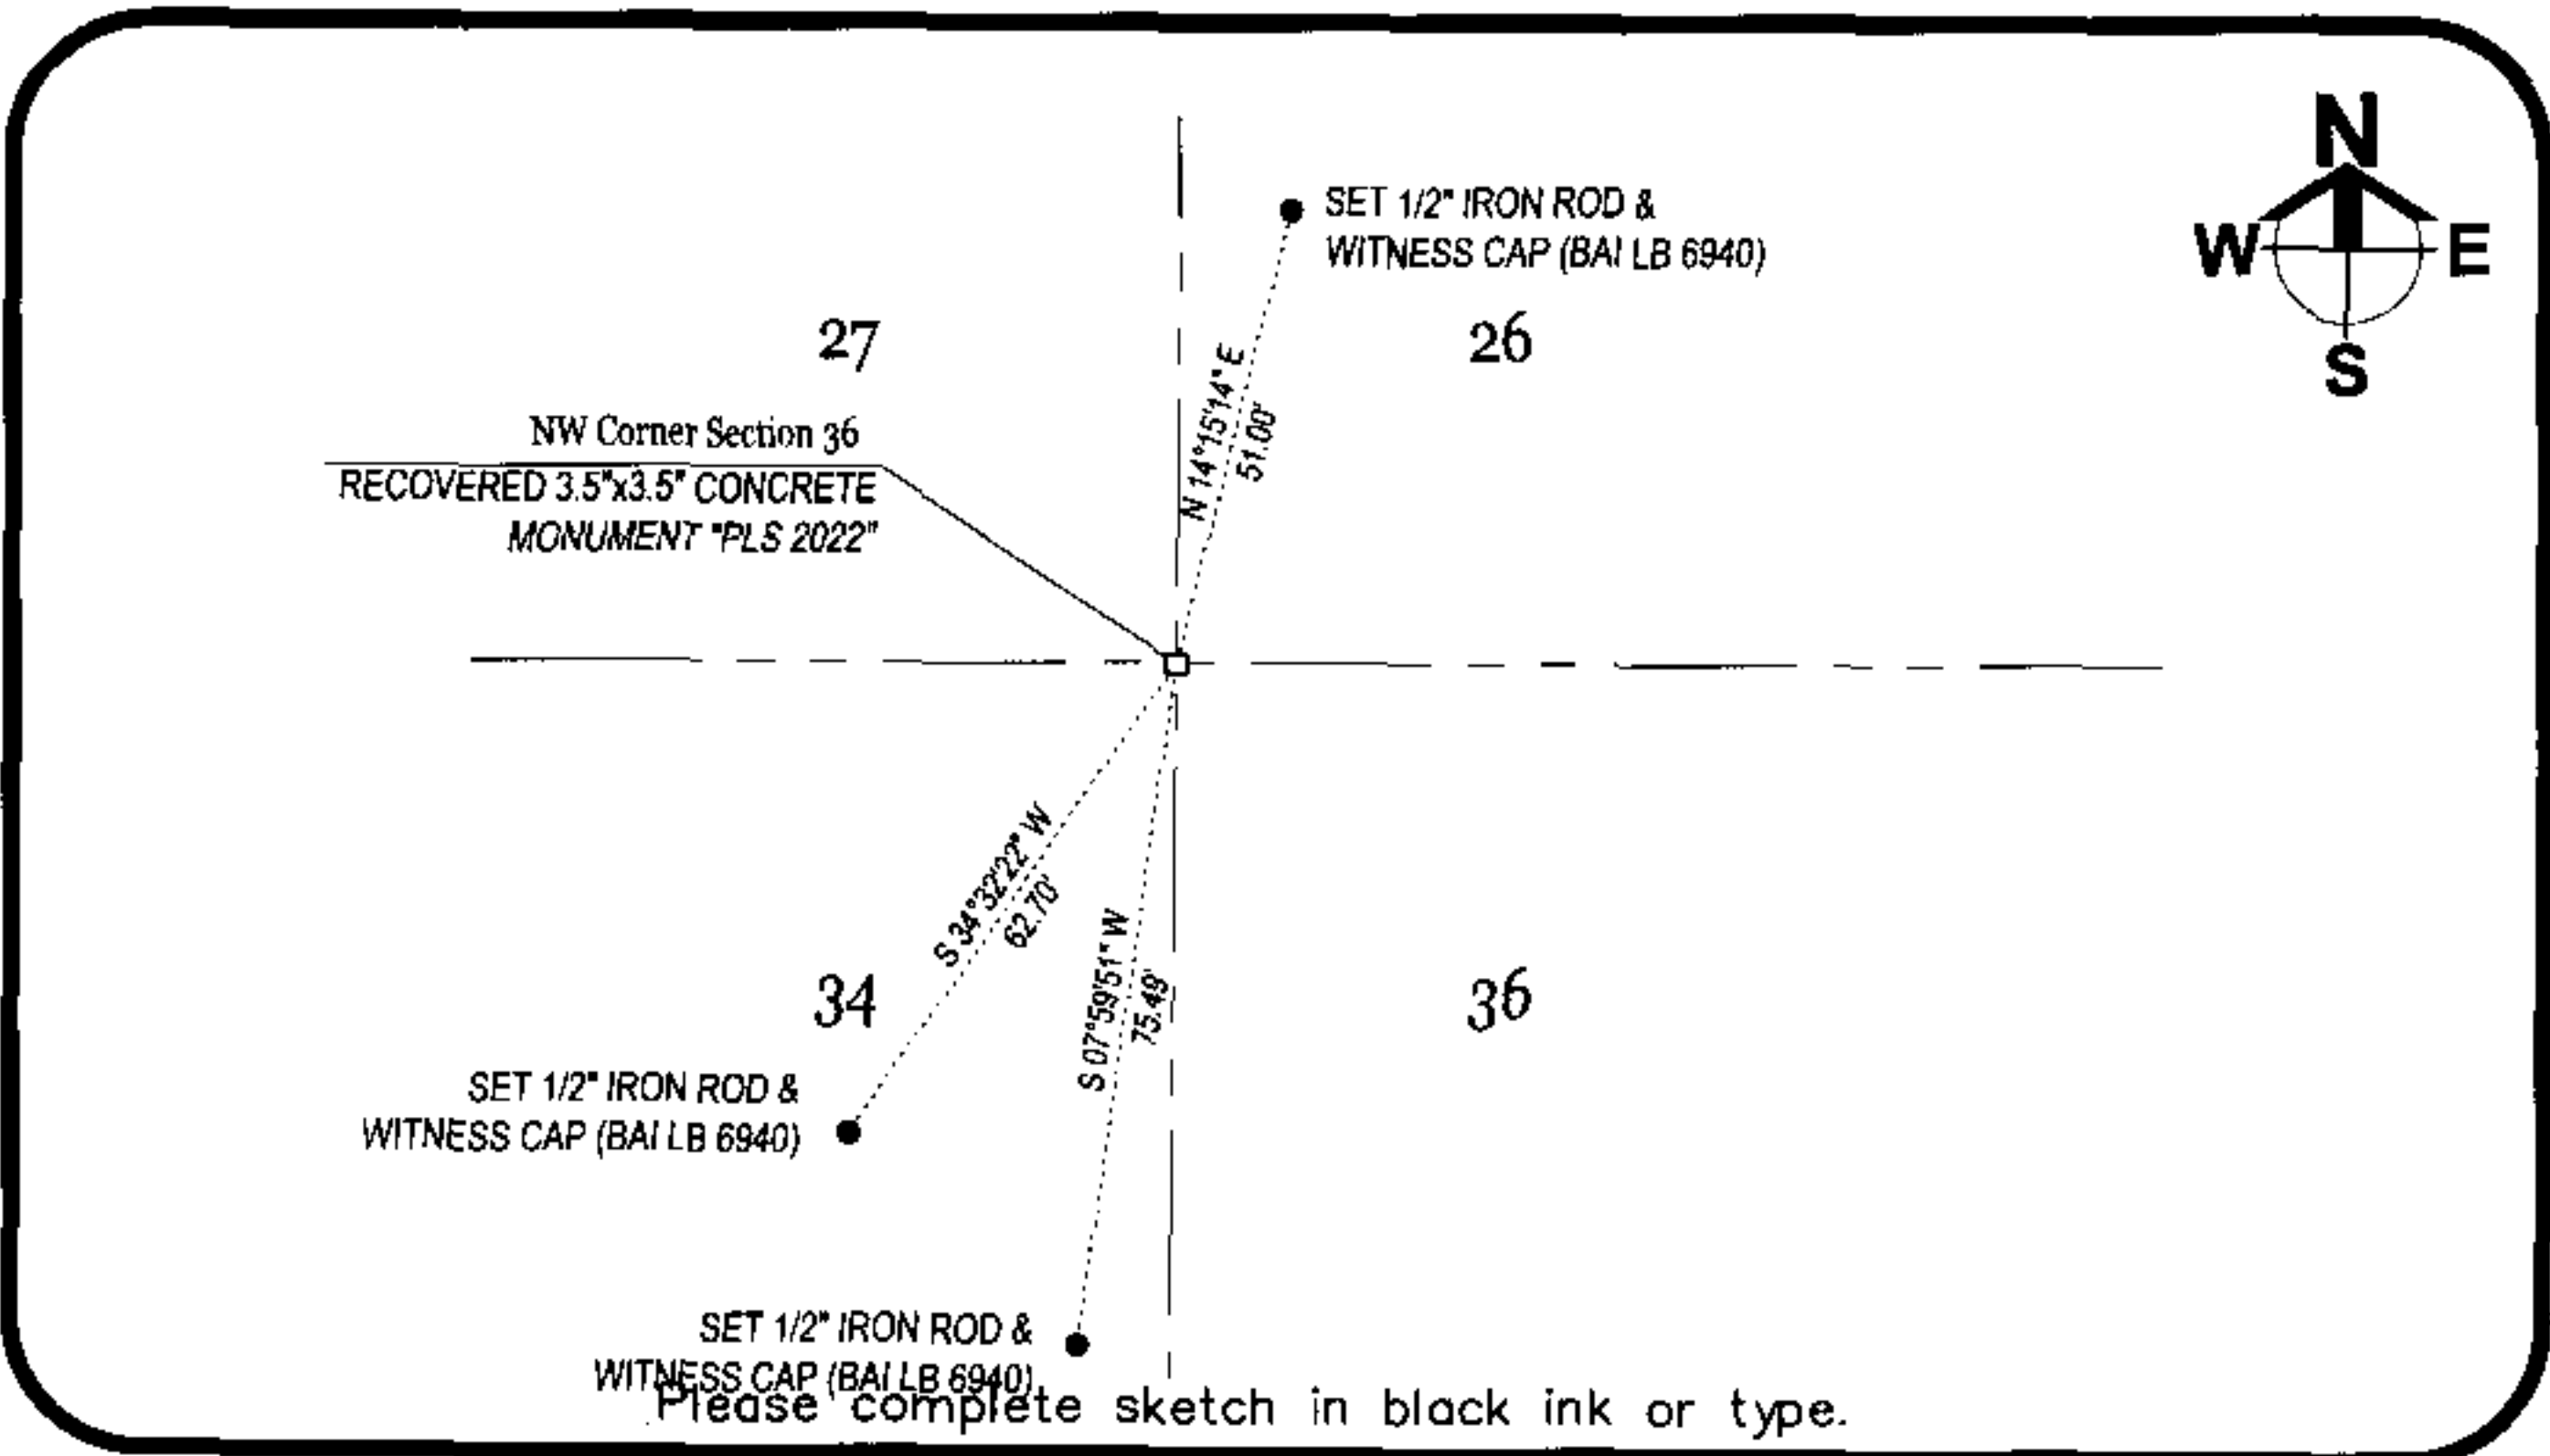 N
W E
S
SET 1/2" IRON ROD &
WITNESS CAP (BAI LB 6940)
27
26
N 14°15'14" E
51.00'
NW Corner Section 36
RECOVERED 3.5"x3.5" CONCRETE
MONUMENT "PLS 2022"
S 34°32'22" W
62.70'
S 07°59'51" W
75.49'
34
36
SET 1/2" IRON ROD &
WITNESS CAP (BAI LB 6940)
SET 1/2" IRON ROD &
WITNESS CAP (BAI LB 6940)
Please complete sketch in black ink or type.